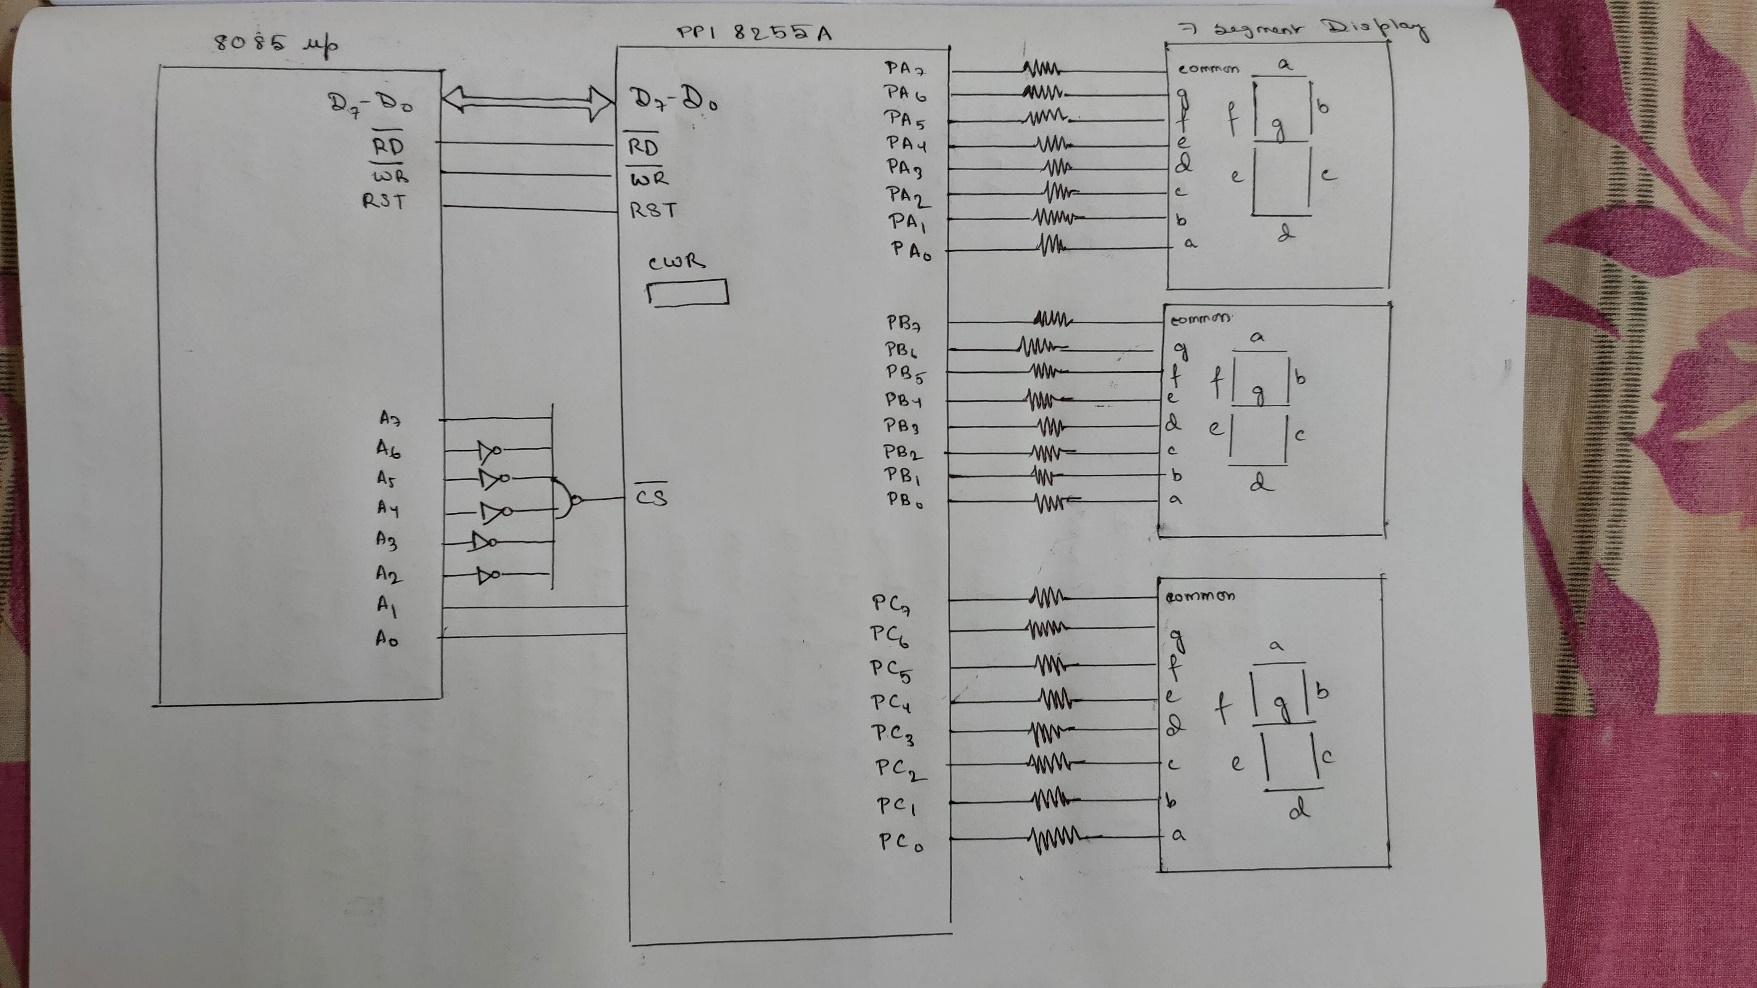 8085 μp
PPI 8255A
7 Segment Display
D7-D0
RD
WR
RST
A7
A6
A5
A4
A3
A2
A1
A0
D7-D0
RD
WR
RST
CWR
CS
PA7
PA6
PA5
PA4
PA3
PA2
PA1
PA0
PB7
PB6
PB5
PB4
PB3
PB2
PB1
PB0
PC7
PC6
PC5
PC4
PC3
PC2
PC1
PC0
common
g
f
e
d
c
b
a
a
f
b
g
e
c
d
common
g
f
e
d
c
b
a
a
f
b
g
e
c
d
common
g
f
e
d
c
b
a
a
f
b
g
e
c
d